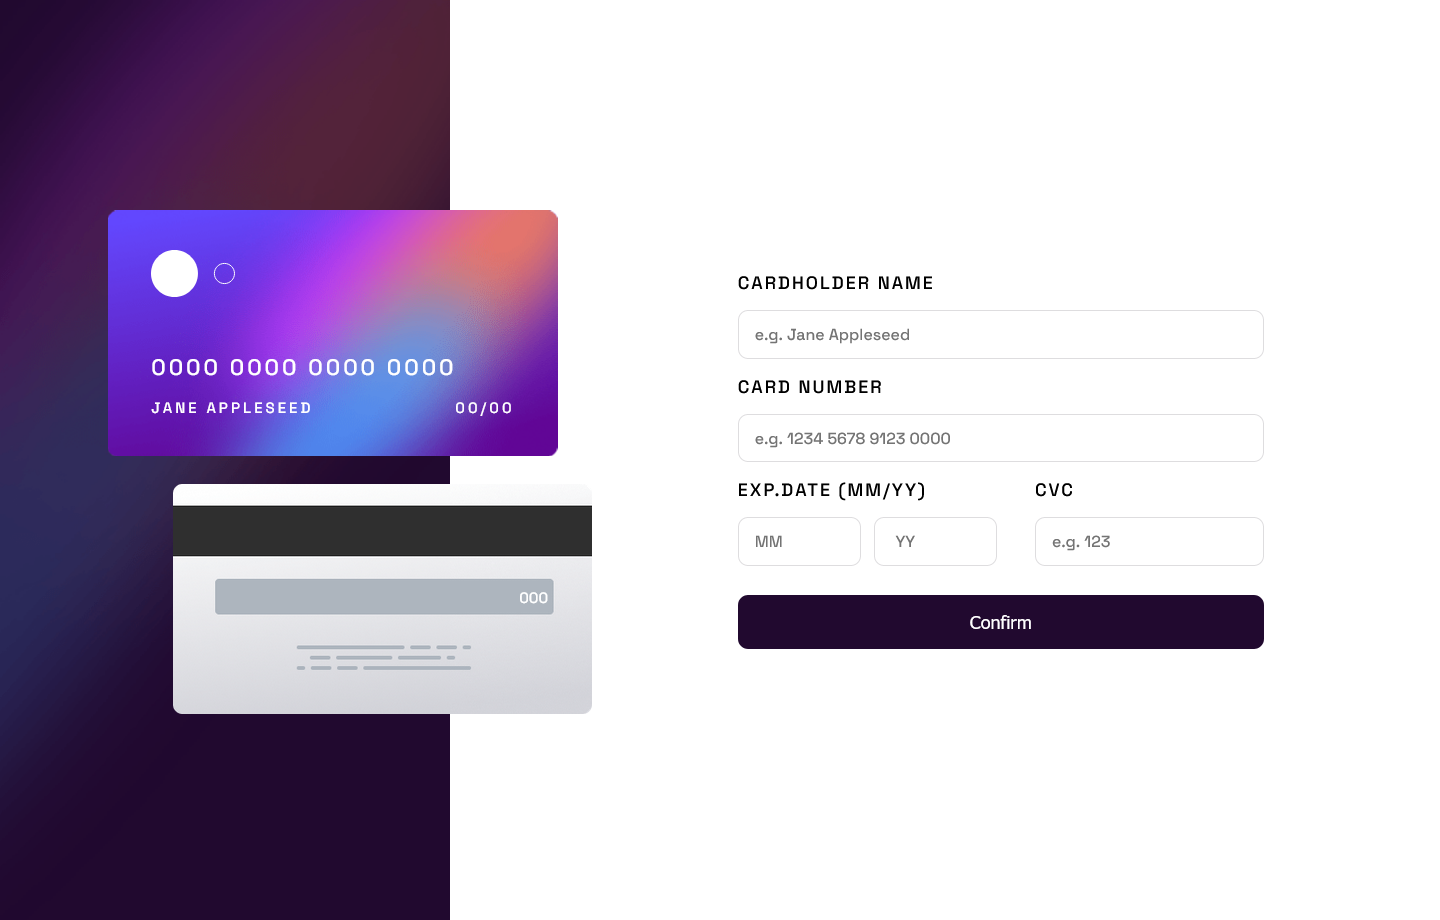 0000 0000 0000 0000
JANE APPLESEED 00/00
000
CARDHOLDER NAME
e.g. Jane Appleseed
CARD NUMBER
e.g. 1234 5678 9123 0000
EXP.DATE (MM/YY) CVC
MM YY e.g. 123
Confirm